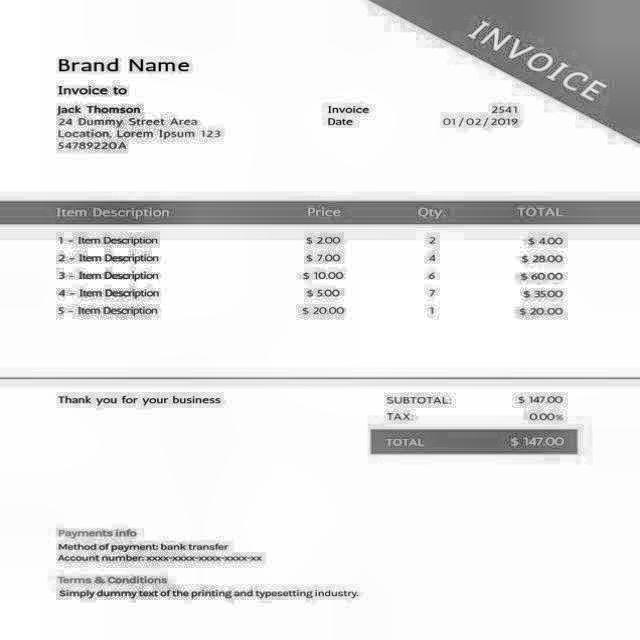 INVOICE
Brand Name
Invoice to
Jack Thomson
24 Dummy Street Area
Location, Lorem Ipsum 123
54789220A
Invoice 2541
Date 01/02/2019
Item Description Price Qty. TOTAL
1 - Item Description $ 2.00 2 $ 4.00
2 - Item Description $ 7.00 4 $ 28.00
3 - Item Description $ 10.00 6 $ 60.00
4 - Item Description $ 5.00 7 $ 35.00
5 - Item Description $ 20.00 1 $ 20.00
Thank you for your business
SUBTOTAL: $ 147.00
TAX: 0.00%
TOTAL $ 147.00
Payments info
Method of payment: bank transfer
Account number: xxxx-xxxx-xxxx-xxxx-xx
Terms & Conditions
Simply dummy text of the printing and typesetting industry.